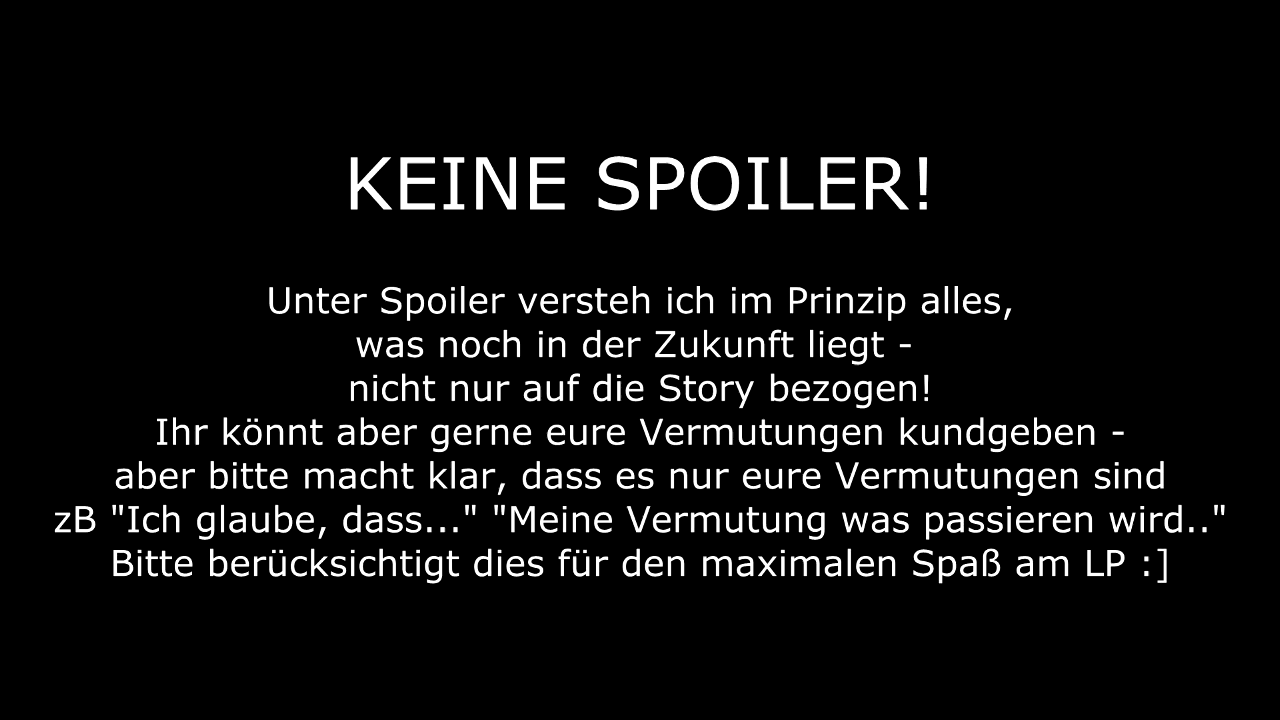 KEINE SPOILER!
Unter Spoiler versteh ich im Prinzip alles,
was noch in der Zukunft liegt -
nicht nur auf die Story bezogen!
Ihr könnt aber gerne eure Vermutungen kundgeben -
aber bitte macht klar, dass es nur eure Vermutungen sind
zB "Ich glaube, dass..." "Meine Vermutung was passieren wird.."
Bitte berücksichtigt dies für den maximalen Spaß am LP :]